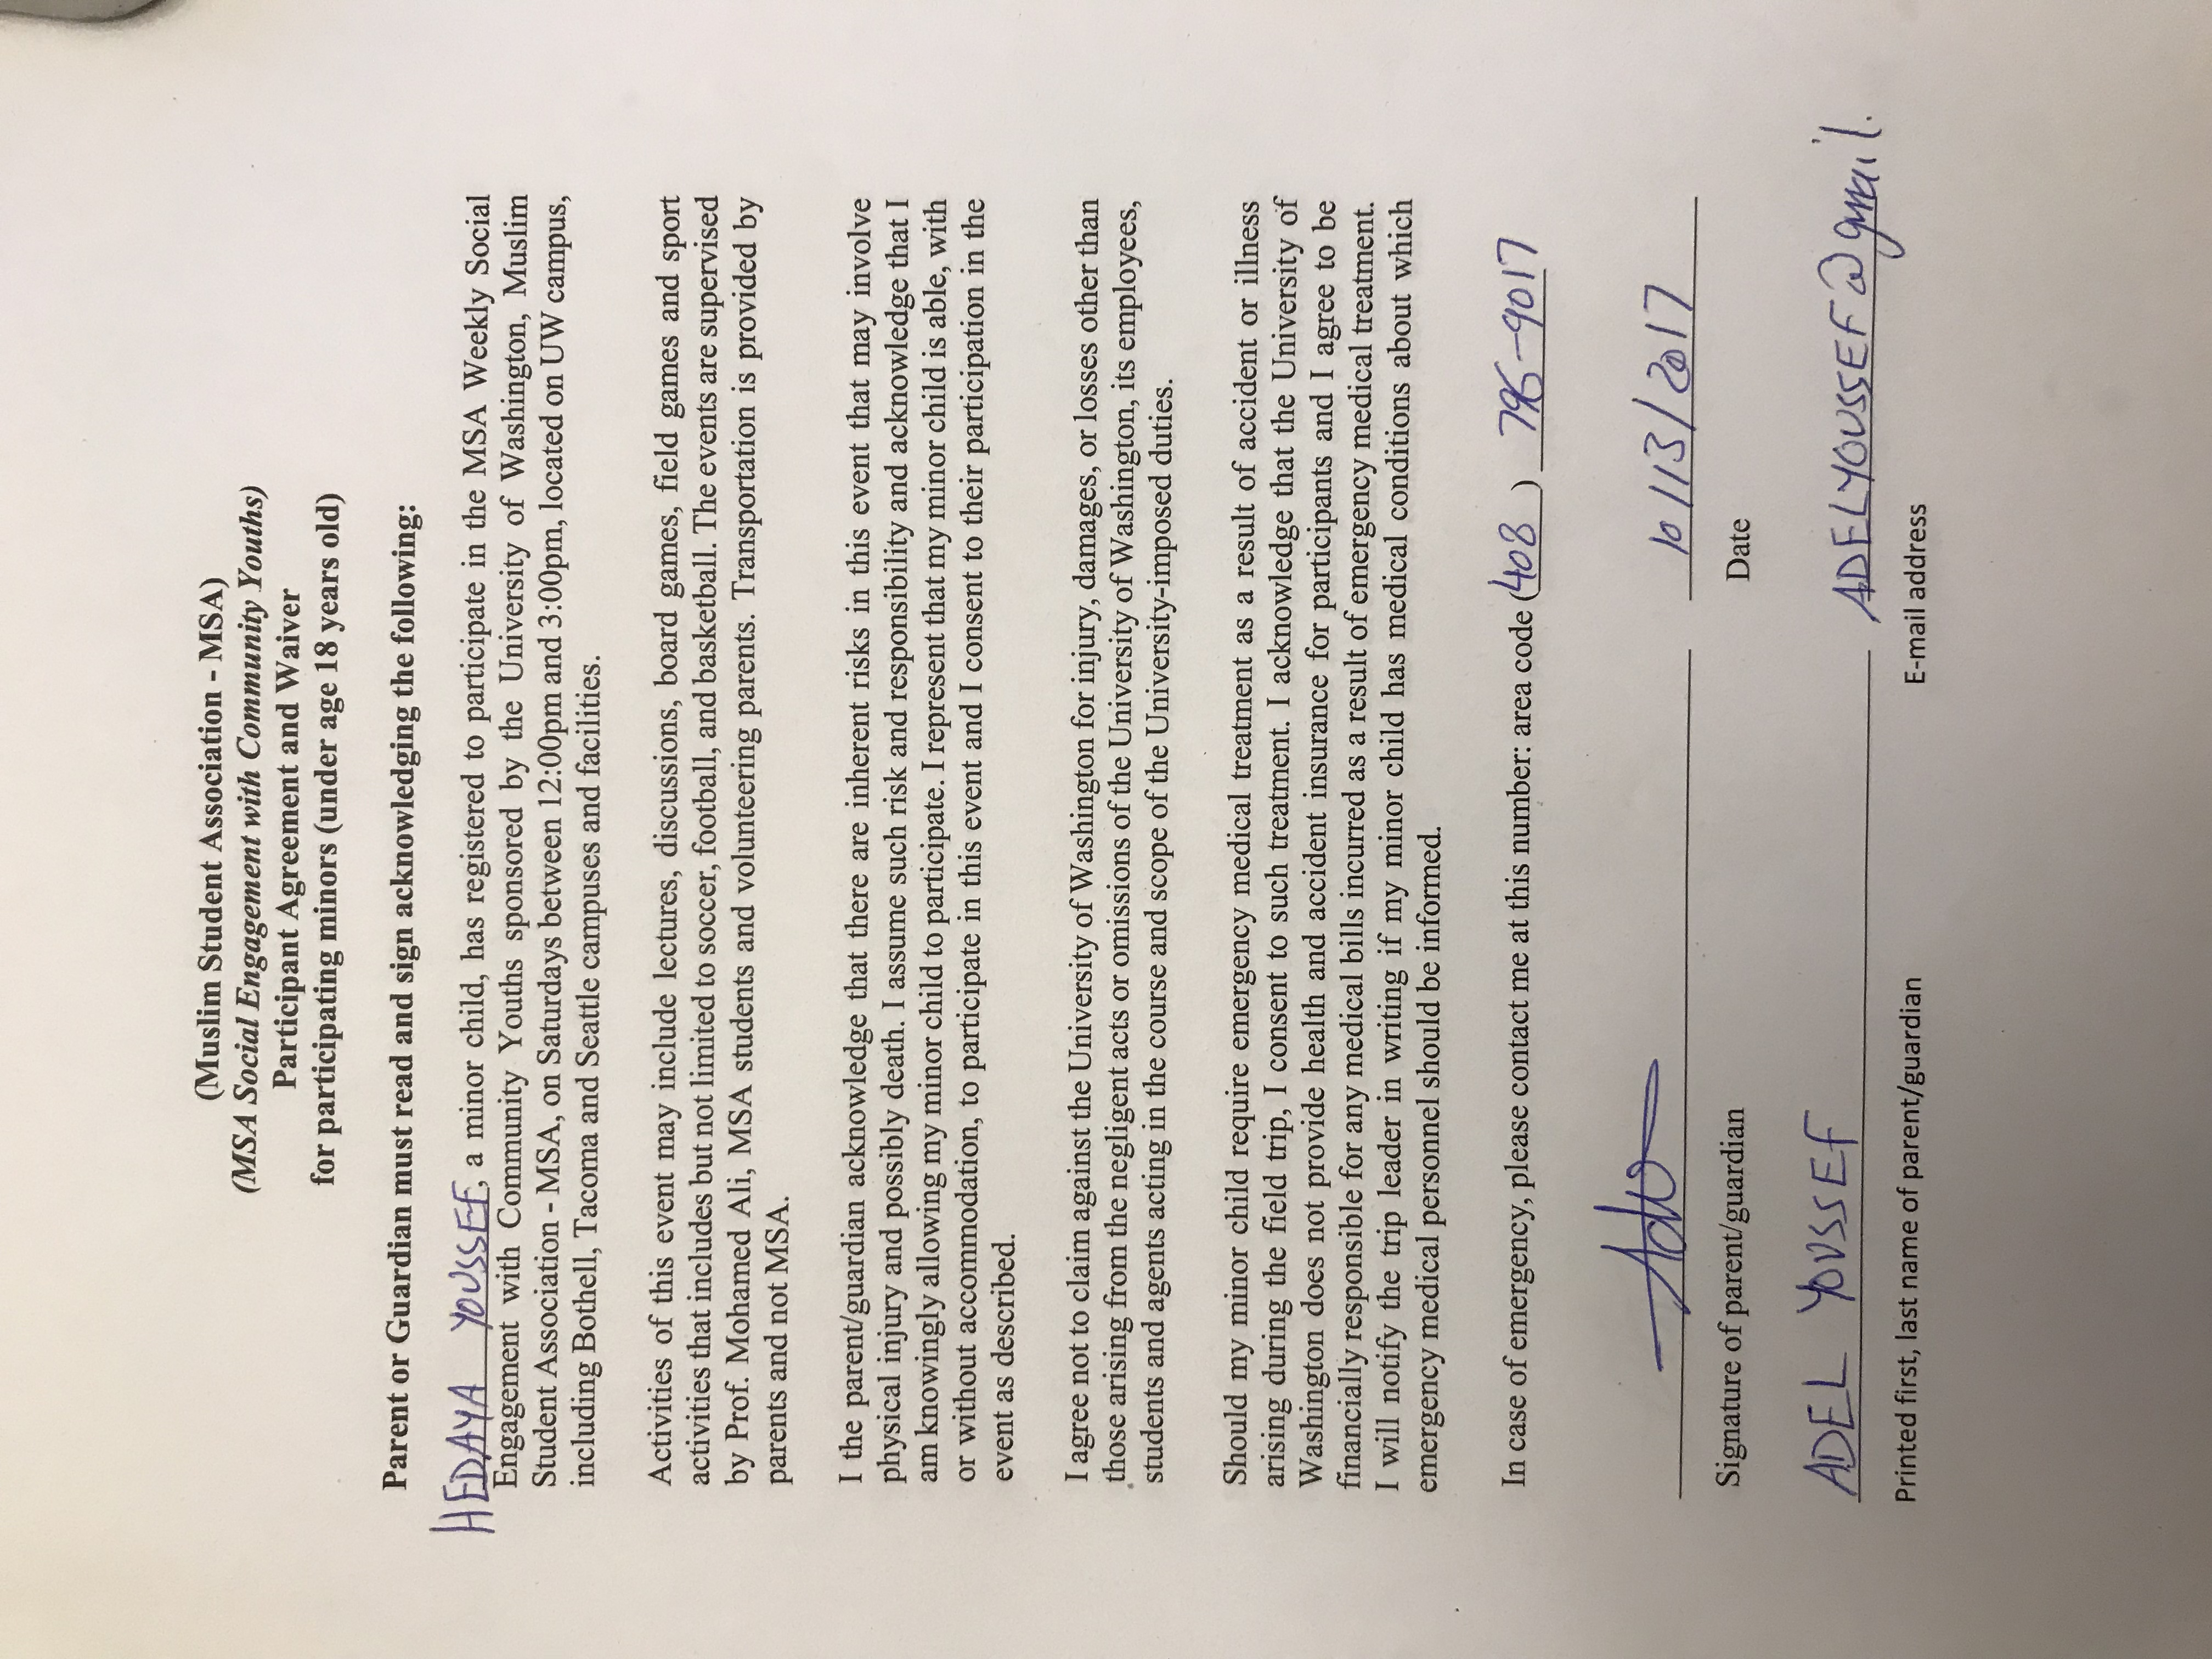 (Muslim Student Association - MSA)
(MSA Social Engagement with Community Youths)
Participant Agreement and Waiver
for participating minors (under age 18 years old)
Parent or Guardian must read and sign acknowledging the following:
HEDAYA YOUSSEF, a minor child, has registered to participate in the MSA Weekly Social
Engagement with Community Youths sponsored by the University of Washington, Muslim
Student Association - MSA, on Saturdays between 12:00pm and 3:00pm, located on UW campus,
including Bothell, Tacoma and Seattle campuses and facilities.
Activities of this event may include lectures, discussions, board games, field games and sport
activities that includes but not limited to soccer, football, and basketball. The events are supervised
by Prof. Mohamed Ali, MSA students and volunteering parents. Transportation is provided by
parents and not MSA.
I the parent/guardian acknowledge that there are inherent risks in this event that may involve
physical injury and possibly death. I assume such risk and responsibility and acknowledge that I
am knowingly allowing my minor child to participate. I represent that my minor child is able, with
or without accommodation, to participate in this event and I consent to their participation in the
event as described.
I agree not to claim against the University of Washington for injury, damages, or losses other than
those arising from the negligent acts or omissions of the University of Washington, its employees,
students and agents acting in the course and scope of the University-imposed duties.
Should my minor child require emergency medical treatment as a result of accident or illness
arising during the field trip, I consent to such treatment. I acknowledge that the University of
Washington does not provide health and accident insurance for participants and I agree to be
financially responsible for any medical bills incurred as a result of emergency medical treatment.
I will notify the trip leader in writing if my minor child has medical conditions about which
emergency medical personnel should be informed.
In case of emergency, please contact me at this number: area code (408) 796-9017
10/13/2017
Signature of parent/guardian Date
ADEL YOUSSEF ADELYOUSSEF@gmail.
Printed first, last name of parent/guardian E-mail address